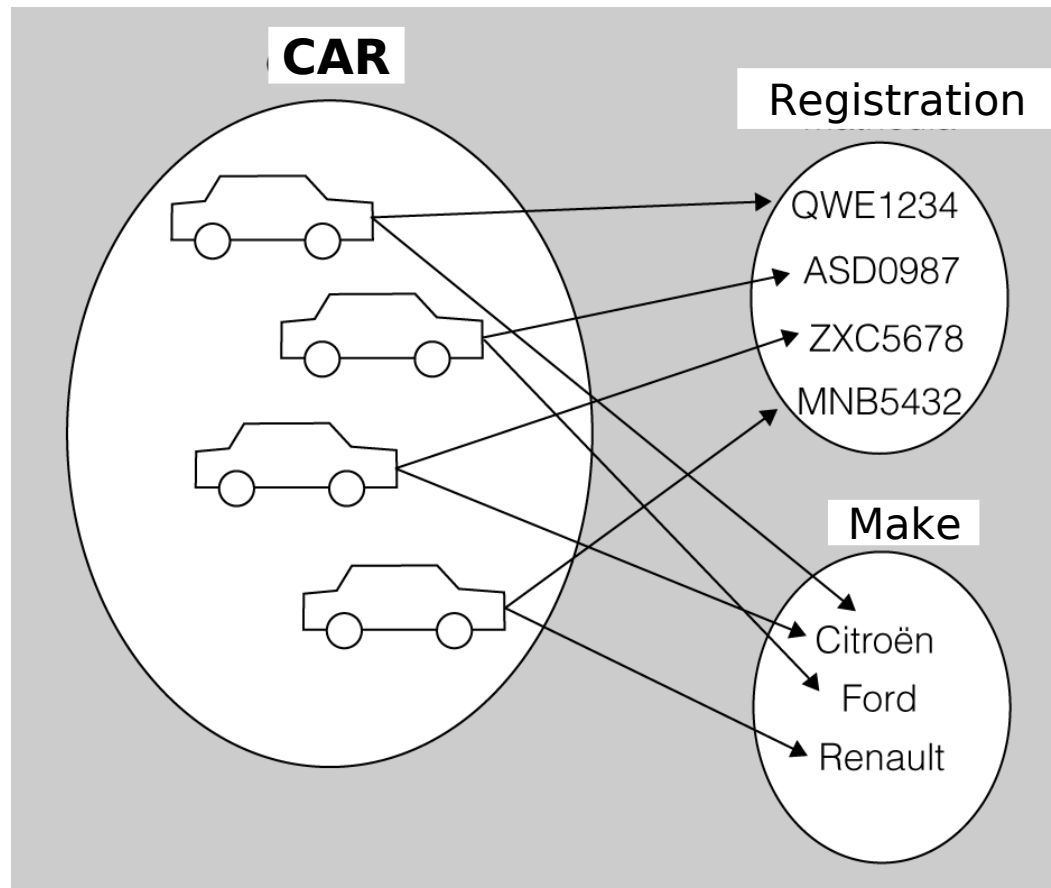 CAR
Registration
QWE1234
ASD0987
ZXC5678
MNB5432
Make
Citroën
Ford
Renault